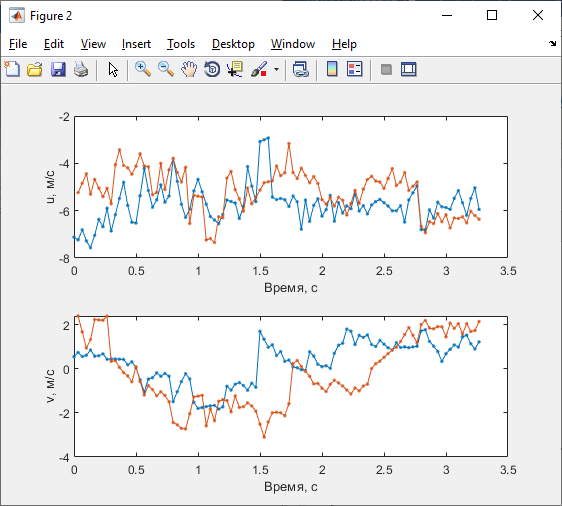 Figure 2
File Edit View Insert Tools Desktop Window Help
-2
-4
-6
-8
u, м/с
0 0.5 1 1.5 2 2.5 3 3.5
Время, с
2
0
-2
-4
v, м/с
0 0.5 1 1.5 2 2.5 3 3.5
Время, с